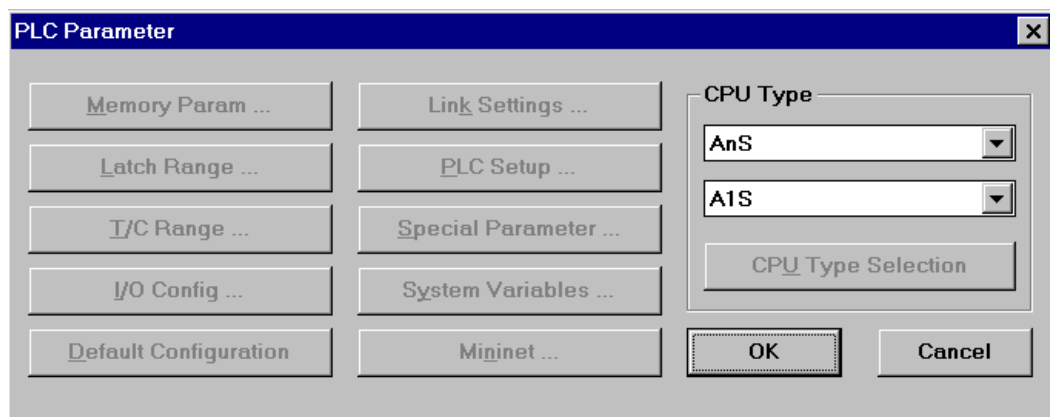 PLC Parameter
Memory Param ...
Link Settings ...
CPU Type
AnS
Latch Range ...
PLC Setup ...
A1S
T/C Range ...
Special Parameter ...
CPU Type Selection
I/O Config ...
System Variables ...
Default Configuration
Mininet ...
OK
Cancel